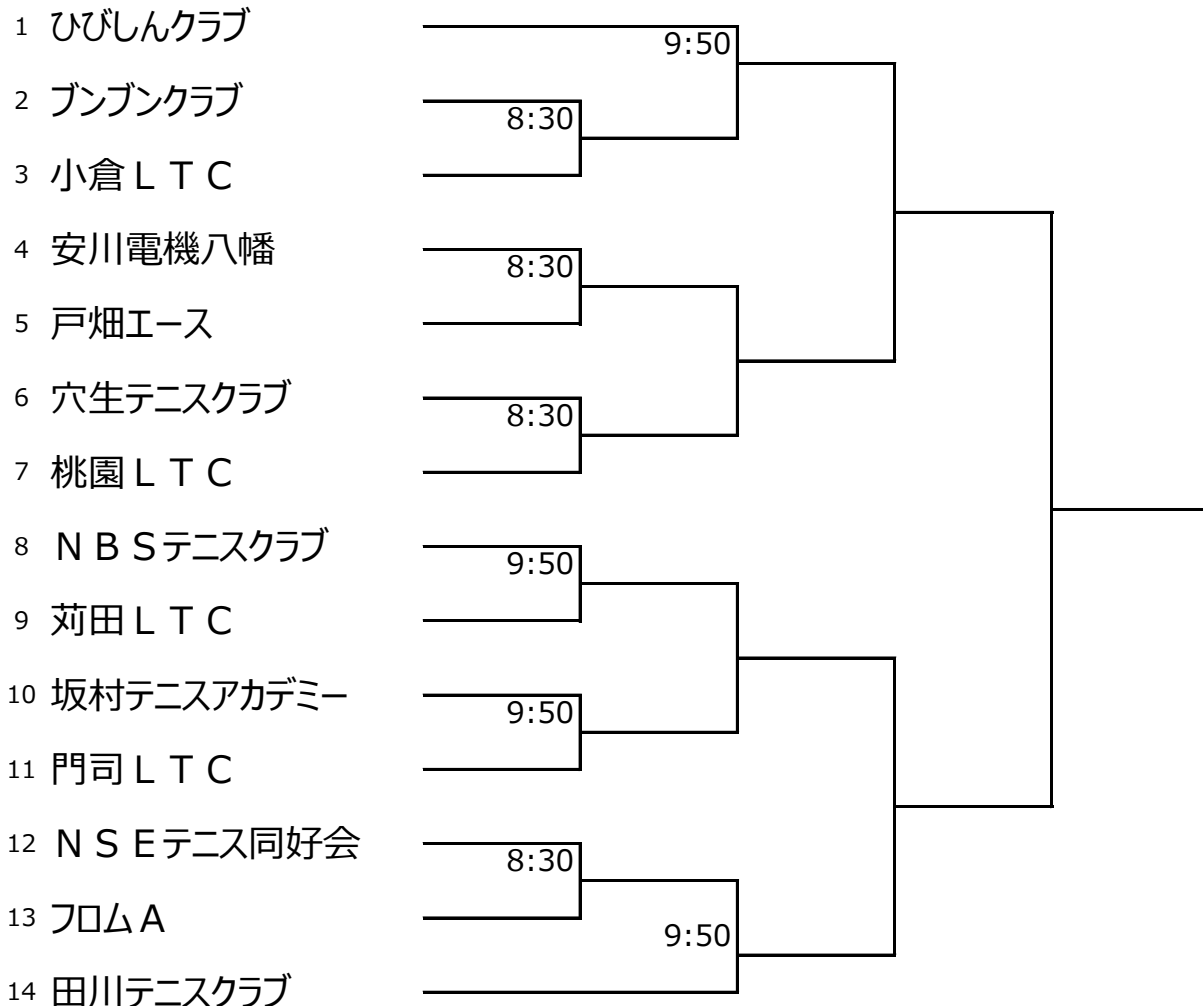 1 ひびしんクラブ
9:50
2 ブンブンクラブ
8:30
3 小倉ＬＴＣ
4 安川電機八幡
8:30
5 戸畑エース
6 穴生テニスクラブ
8:30
7 桃園ＬＴＣ
8 ＮＢＳテニスクラブ
9:50
9 苅田ＬＴＣ
10 坂村テニスアカデミー
9:50
11 門司ＬＴＣ
12 ＮＳＥテニス同好会
8:30
13 フロムＡ
9:50
14 田川テニスクラブ